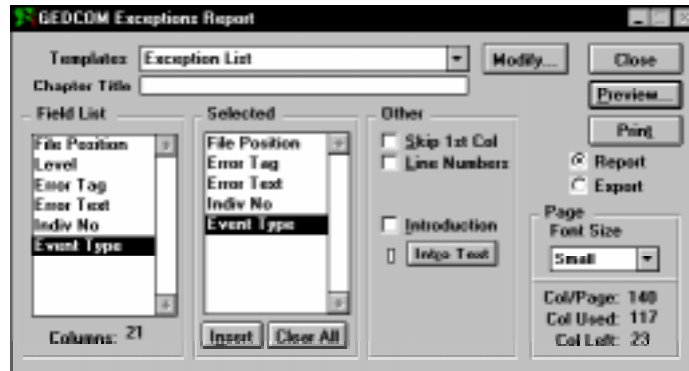 GEDCOM Exceptions Report
Templates Exception List Modify... Close
Chapter Title
Preview...
Print
Report
Export
Field List
File Position
Level
Error Tag
Error Text
Indiv No
Event Type
Columns: 21
Selected
File Position
Error Tag
Error Text
Indiv No
Event Type
Insert Clear All
Other
Skip 1st Col
Line Numbers
Introduction
Intro Text
Page
Font Size
Small
Col/Page: 140
Col Used: 117
Col Left: 23